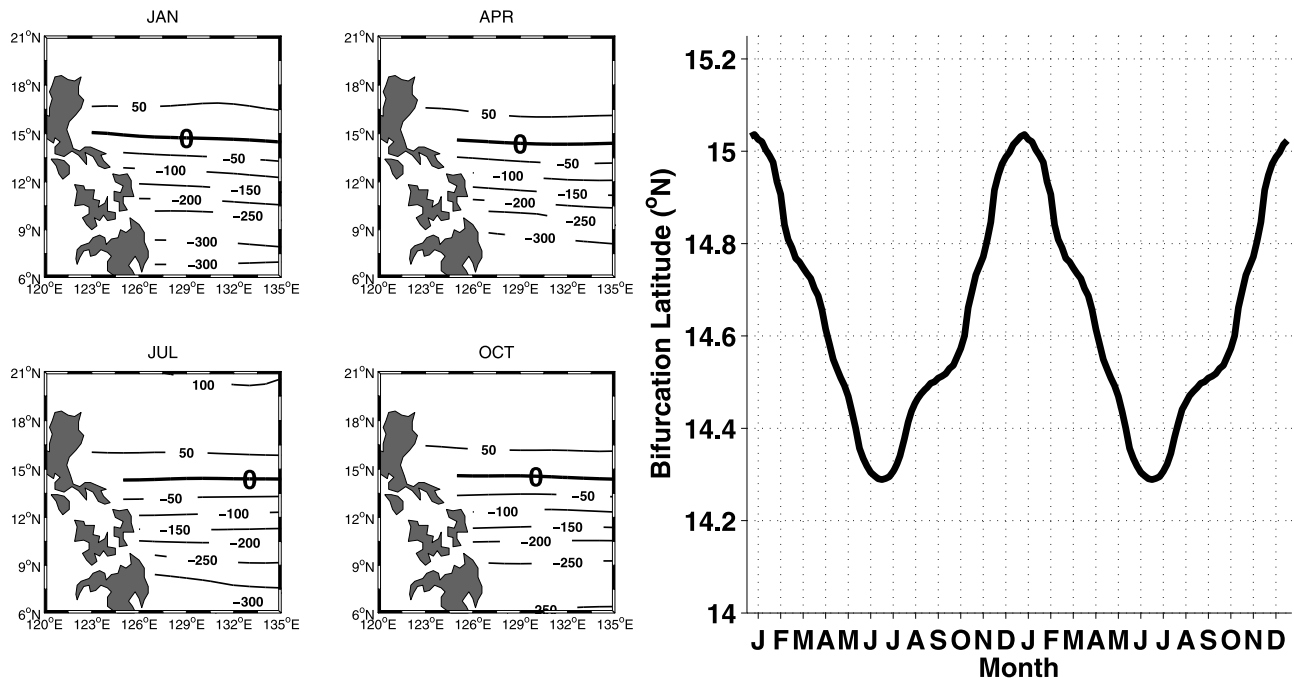 JAN
21°N
18°N
15°N
12°N
9°N
6°N
120°E 123°E 126°E 129°E 132°E 135°E
50
0
-50
-100
-150
-200
-250
-300
-300
APR
21°N
18°N
15°N
12°N
9°N
6°N
120°E 123°E 126°E 129°E 132°E 135°E
50
0
-50
-100
-150
-200
-250
-300
JUL
21°N
18°N
15°N
12°N
9°N
6°N
120°E 123°E 126°E 129°E 132°E 135°E
100
50
0
-50
-100
-150
-200
-250
-300
OCT
21°N
18°N
15°N
12°N
9°N
6°N
120°E 123°E 126°E 129°E 132°E 135°E
50
0
-50
-100
-150
-200
-250
Bifurcation Latitude (°N)
15.2
15
14.8
14.6
14.4
14.2
14
J F M A M J J A S O N D J F M A M J J A S O N D
Month